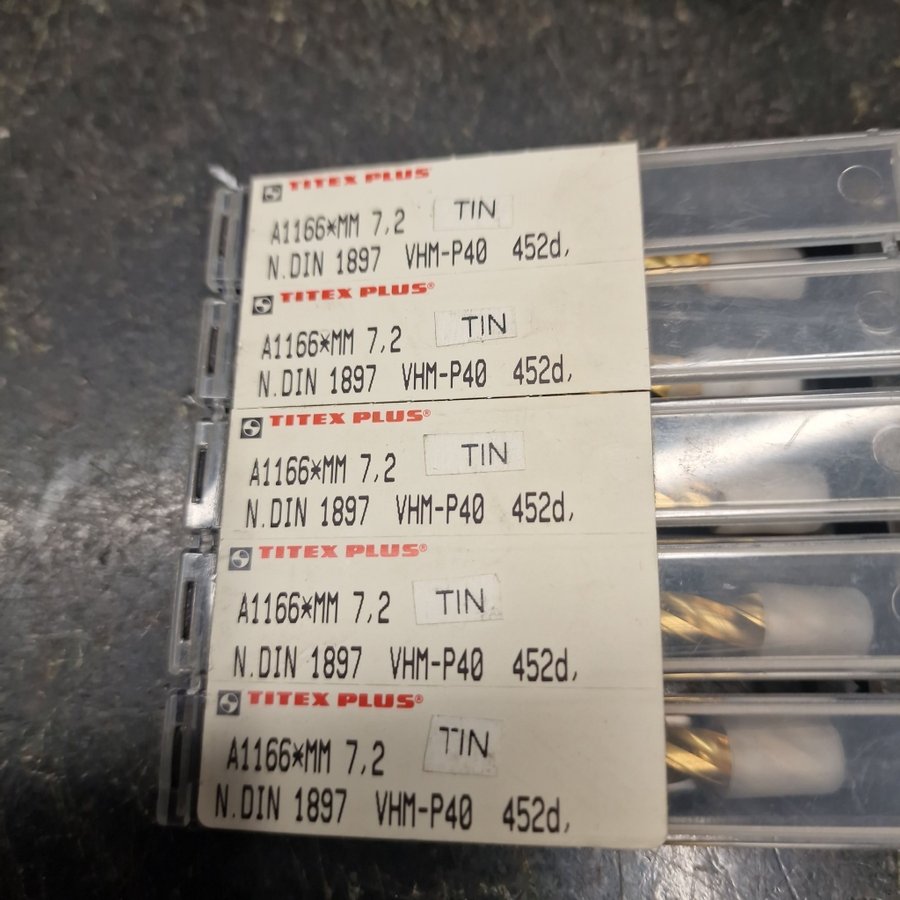 TITEX PLUS
A1166*MM 7,2 TIN
N.DIN 1897 VHM-P40 452d,
TITEX PLUS®
A1166*MM 7,2 TIN
N.DIN 1897 VHM-P40 452d,
TITEX PLUS®
A1166*MM 7,2 TIN
N.DIN 1897 VHM-P40 452d,
TITEX PLUS®
A1166*MM 7,2 TIN
N.DIN 1897 VHM-P40 452d,
TITEX PLUS®
A1166*MM 7,2 TIN
N.DIN 1897 VHM-P40 452d,